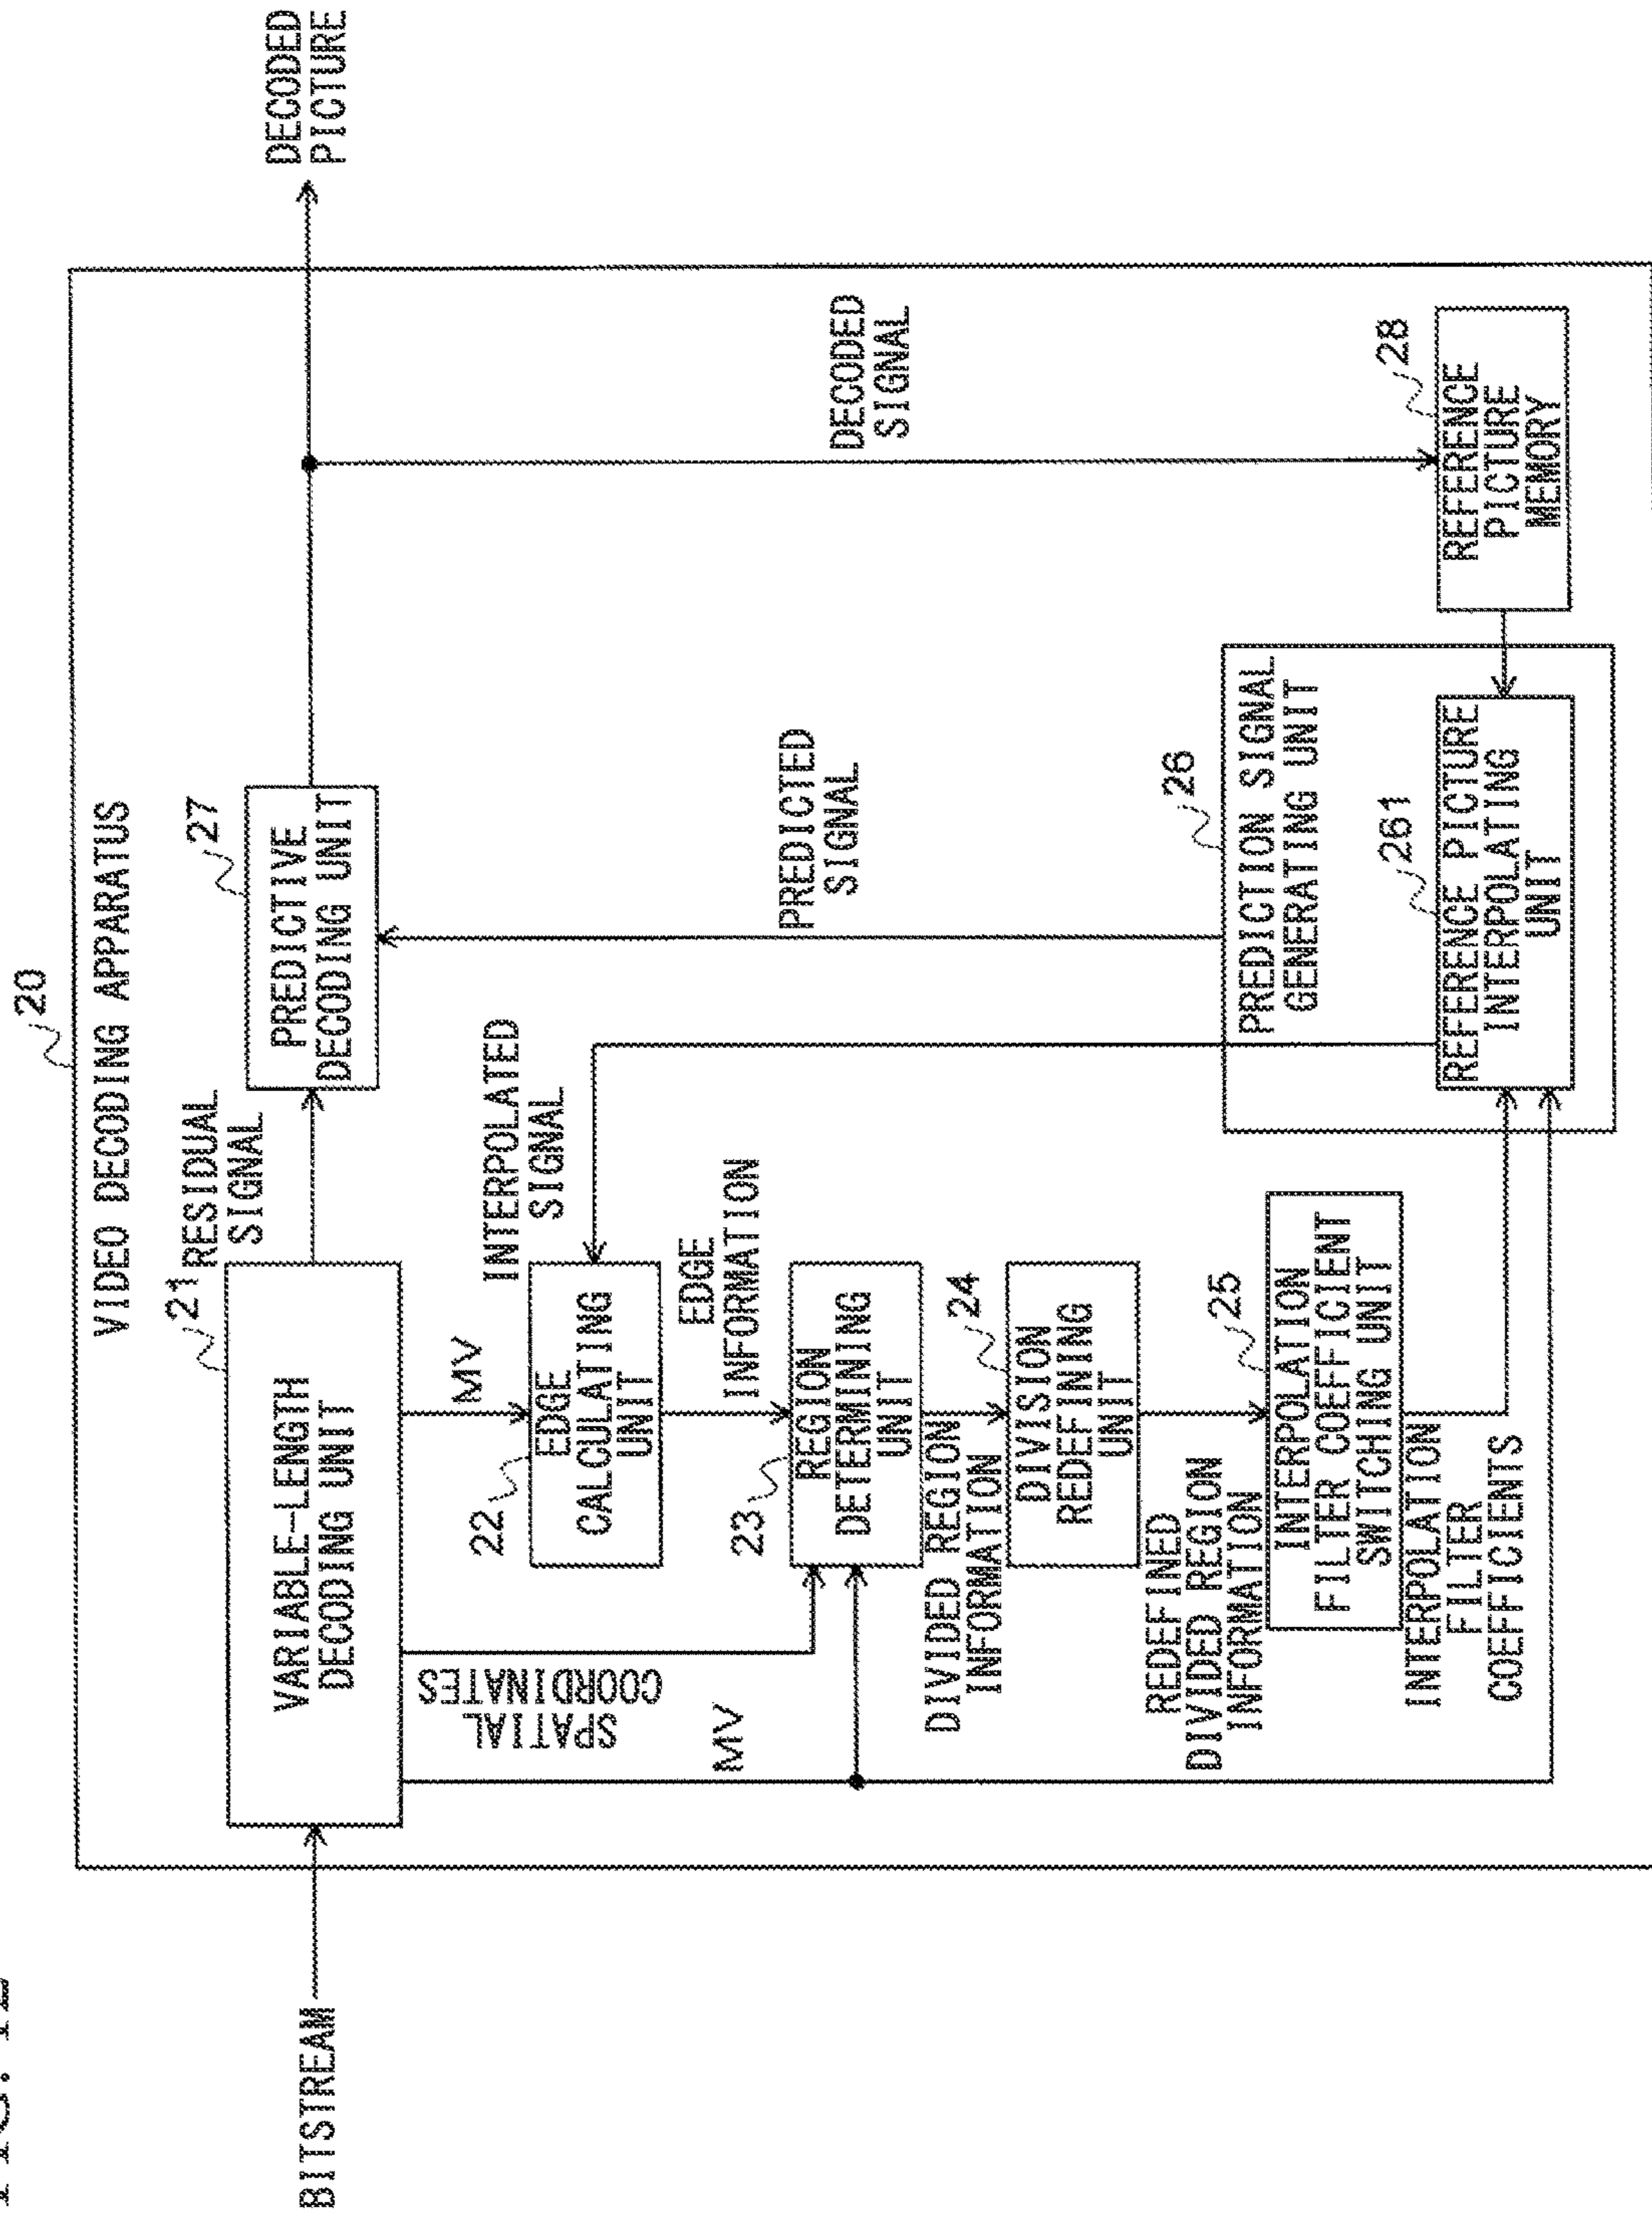 20
VIDEO DECODING APPARATUS
BITSTREAM
21
VARIABLE-LENGTH
DECODING UNIT
RESIDUAL
SIGNAL
27
PREDICTIVE
DECODING UNIT
DECODED
PICTURE
MV
INTERPOLATED
SIGNAL
22
EDGE
CALCULATING
UNIT
SPATIAL
COORDINATES
EDGE
INFORMATION
MV
23
REGION
DETERMINING
UNIT
PREDICTED
SIGNAL
DECODED
SIGNAL
DIVIDED REGION
INFORMATION
24
DIVISION
REDEFINING
UNIT
REDEFINED
DIVIDED REGION
INFORMATION
25
INTERPOLATION
FILTER COEFFICIENT
SWITCHING UNIT
INTERPOLATION
FILTER
COEFFICIENTS
26
PREDICTION SIGNAL
GENERATING UNIT
261
REFERENCE PICTURE
INTERPOLATING
UNIT
28
REFERENCE
PICTURE
MEMORY